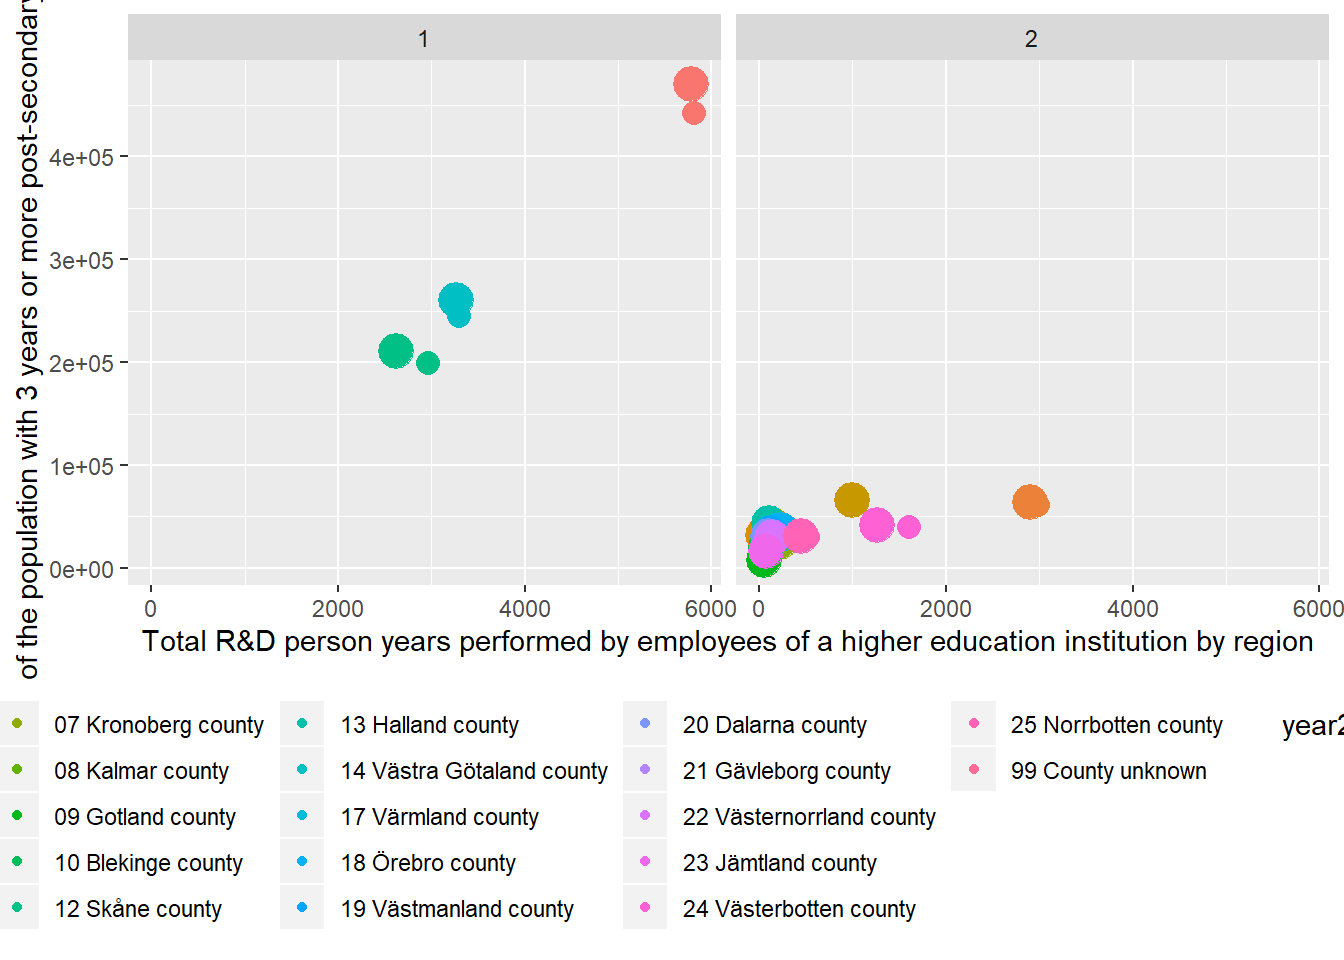 1
2
of the population with 3 years or more post-secondary
4e+05
3e+05
2e+05
1e+05
0e+00
0 2000 4000 6000
0 2000 4000 6000
Total R&D person years performed by employees of a higher education institution by region
07 Kronoberg county
08 Kalmar county
09 Gotland county
10 Blekinge county
12 Skåne county
13 Halland county
14 Västra Götaland county
17 Värmland county
18 Örebro county
19 Västmanland county
20 Dalarna county
21 Gävleborg county
22 Västernorrland county
23 Jämtland county
24 Västerbotten county
25 Norrbotten county
99 County unknown
year2